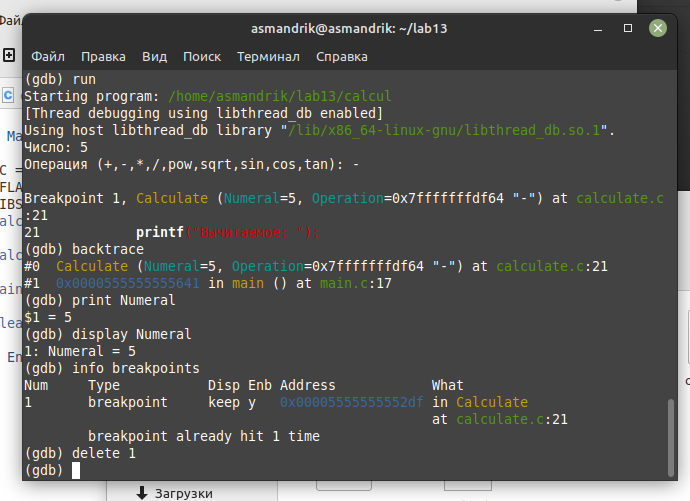 Файл
asmandrik@asmandrik: ~/lab13
Файл Правка Вид Поиск Терминал Справка
(gdb) run
Starting program: /home/asmandrik/lab13/calcul
[Thread debugging using libthread_db enabled]
Using host libthread_db library "/lib/x86_64-linux-gnu/libthread_db.so.1".
Число: 5
Операция (+,-,*,/,pow,sqrt,sin,cos,tan): -
Breakpoint 1, Calculate (Numeral=5, Operation=0x7fffffffdf64 "-") at calculate.c
:21
21 printf("Вычитаемое: ");
(gdb) backtrace
#0 Calculate (Numeral=5, Operation=0x7fffffffdf64 "-") at calculate.c:21
#1 0x0000555555555641 in main () at main.c:17
(gdb) print Numeral
$1 = 5
(gdb) display Numeral
1: Numeral = 5
(gdb) info breakpoints
Num Type Disp Enb Address What
1 breakpoint keep y 0x00005555555552df in Calculate
at calculate.c:21
breakpoint already hit 1 time
(gdb) delete 1
(gdb)
Загрузки